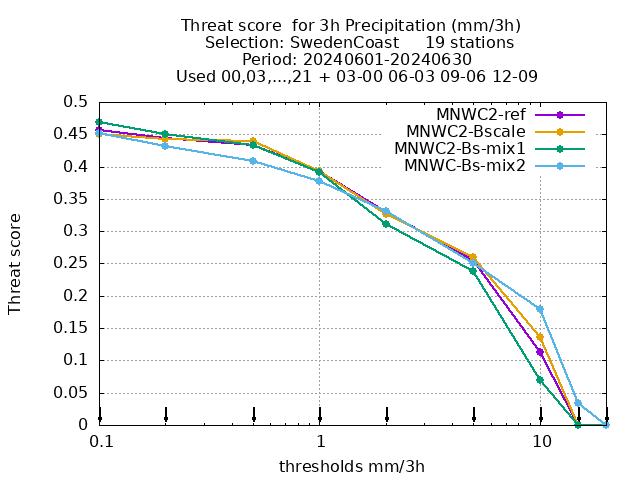 Threat score  for 3h Precipitation (mm/3h)
Selection: SwedenCoast     19 stations
Period: 20240601-20240630
Used 00,03,...,21 + 03-00 06-03 09-06 12-09
MNWC2-ref
MNWC2-Bscale
MNWC2-Bs-mix1
MNWC-Bs-mix2
0.5
0.45
0.4
0.35
0.3
0.25
0.2
0.15
0.1
0.05
0
Threat score
0.1 1 10
thresholds mm/3h